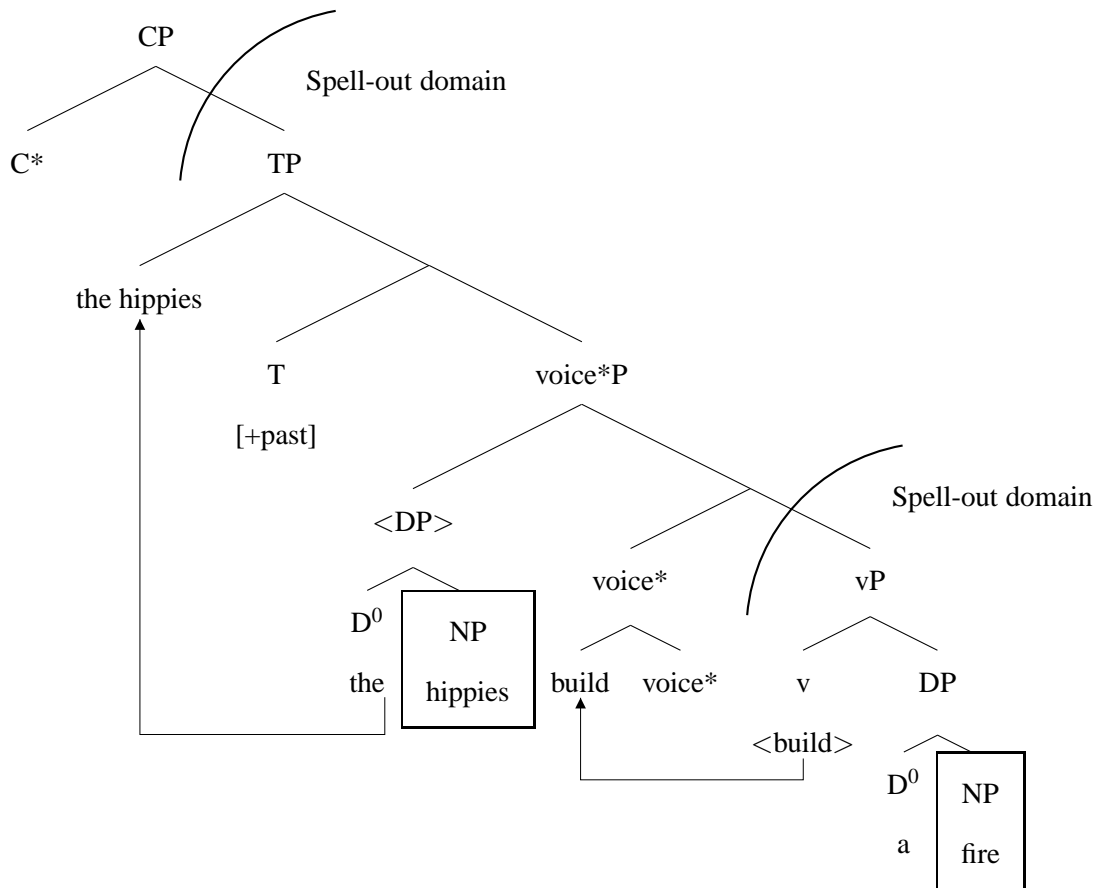 CP
Spell-out domain
C* TP
the hippies
T voice*P
[+past]
<DP> Spell-out domain
voice* vP
D⁰ NP
the hippies build voice* v DP
<build>
D⁰ NP
a fire